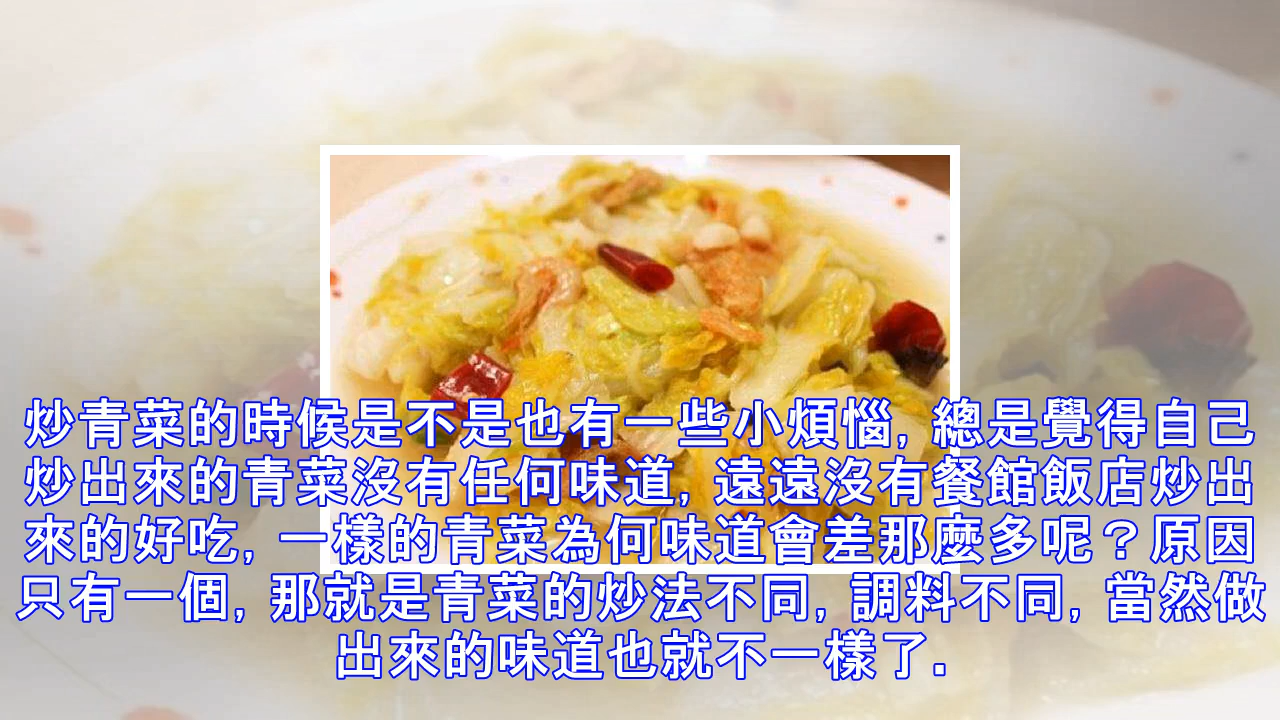 炒青菜的時候是不是也有一些小煩惱, 總是覺得自己
炒出來的青菜沒有任何味道, 遠遠沒有餐館飯店炒出
來的好吃, 一樣的青菜為何味道會差那麼多呢？原因
只有一個, 那就是青菜的炒法不同, 調料不同, 當然做
出來的味道也就不一樣了.